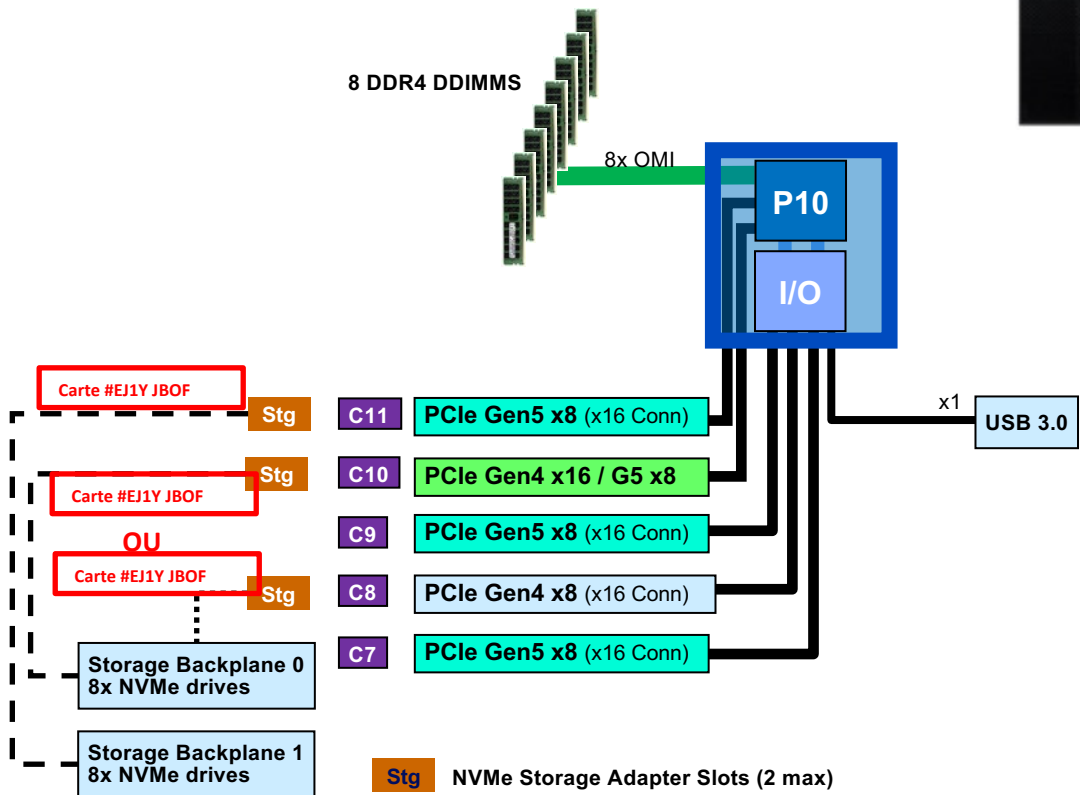 8 DDR4 DDIMMS
8x OMI
P10
I/O
Carte #EJ1Y JBOF
Stg
C11
PCIe Gen5 x8 (x16 Conn)
x1
USB 3.0
Stg
C10
PCIe Gen4 x16 / G5 x8
Carte #EJ1Y JBOF
C9
PCIe Gen5 x8 (x16 Conn)
OU
Carte #EJ1Y JBOF
Stg
C8
PCIe Gen4 x8 (x16 Conn)
C7
PCIe Gen5 x8 (x16 Conn)
Storage Backplane 0
8x NVMe drives
Storage Backplane 1
8x NVMe drives
Stg
NVMe Storage Adapter Slots (2 max)